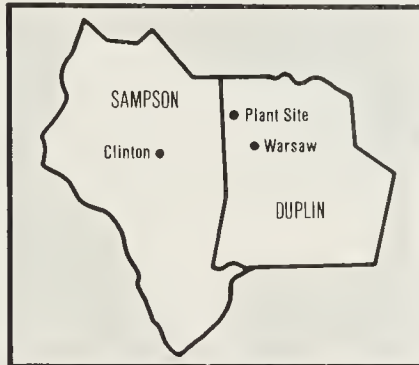 SAMPSON
Plant Site
Clinton
Warsaw
DUPLIN